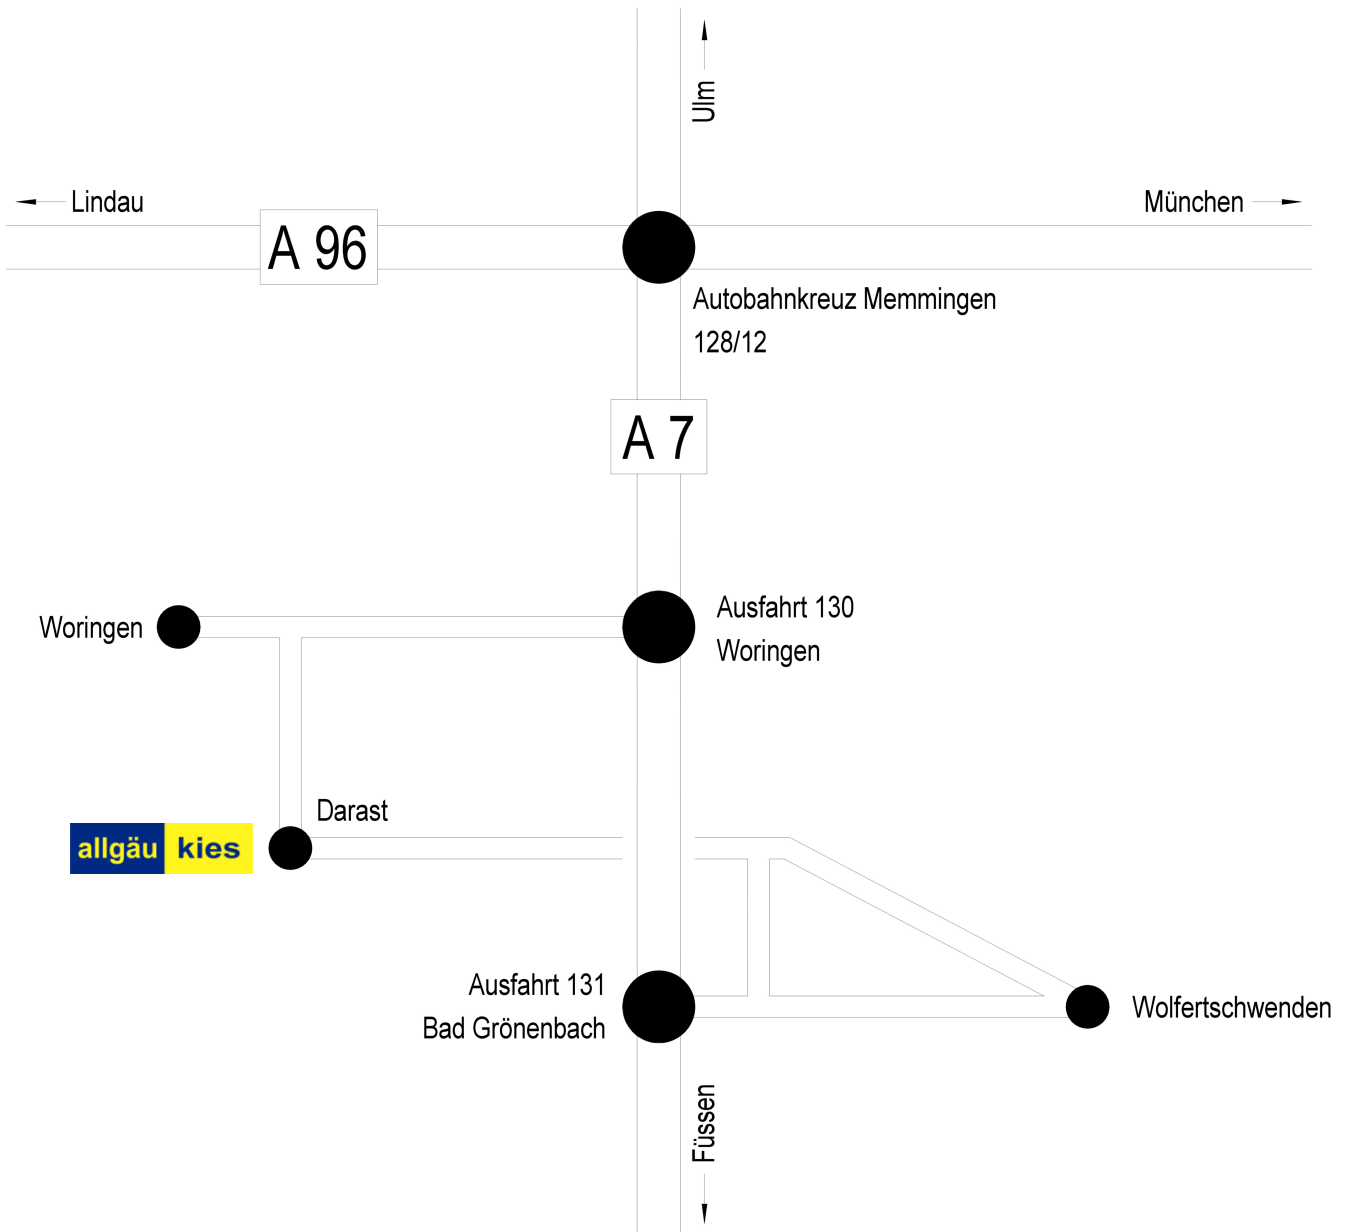 Ulm
Lindau
München
A 96
Autobahnkreuz Memmingen
128/12
A 7
Ausfahrt 130
Woringen
Woringen
Darast
allgäu kies
Ausfahrt 131
Bad Grönenbach
Wolfertschwenden
Füssen